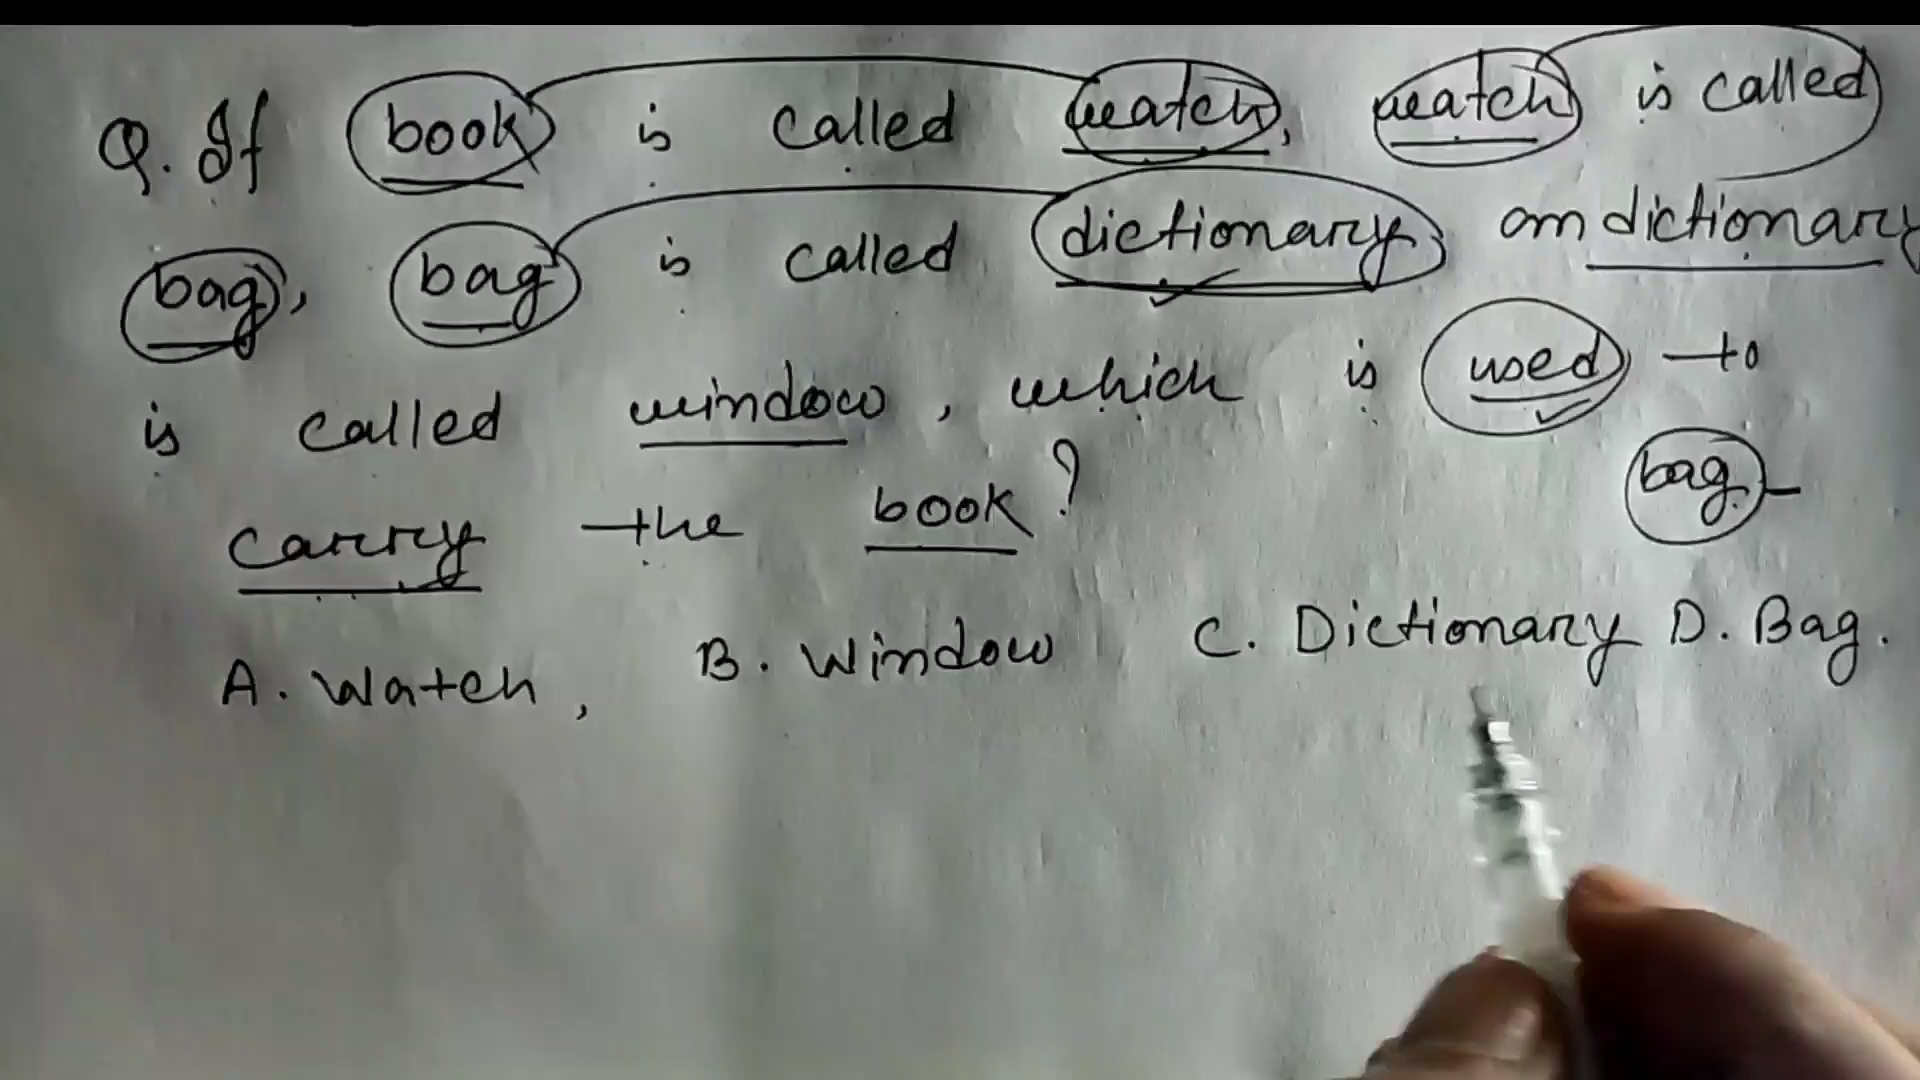 Q. If book is called watch, watch is called
bag, bag is called dictionary, an dictionary
is called window, which is used to
carry the book?
bag.
A. Watch, B. Window C. Dictionary D. Bag.